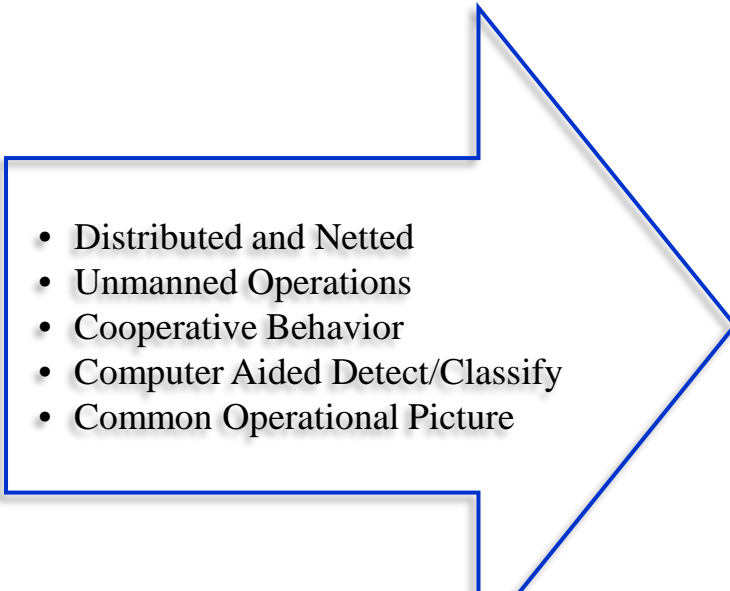 • Distributed and Netted
• Unmanned Operations
• Cooperative Behavior
• Computer Aided Detect/Classify
• Common Operational Picture